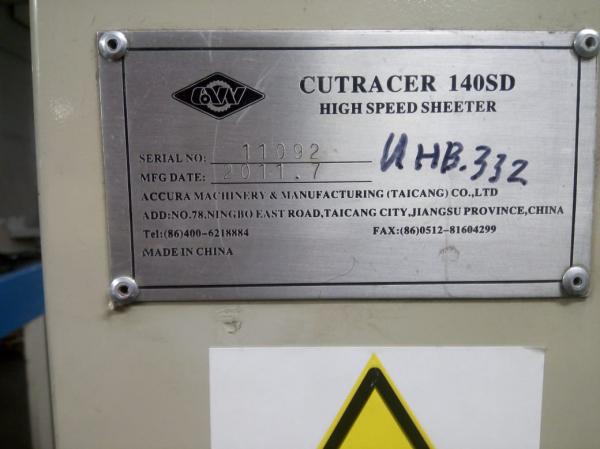 CUTRACER 140SD
HIGH SPEED SHEETER
SERIAL NO: 11092
MFG DATE: 2011.7
ИНВ.332
ACCURA MACHINERY & MANUFACTURING (TAICANG) CO.,LTD
ADD:NO.78.NINGBO EAST ROAD,TAICANG CITY,JIANGSU PROVINCE,CHINA
Tel:(86)400-6218884 FAX:(86)0512-81604299
MADE IN CHINA